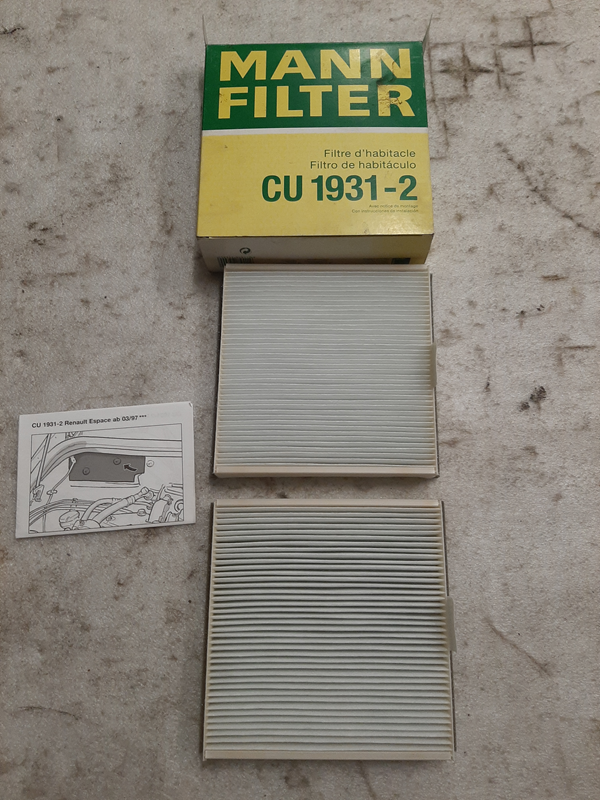 MANN
FILTER
Filtre d'habitacle
Filtro de habitáculo
CU 1931-2
CU 1931-2 Renault Espace ab 03/97